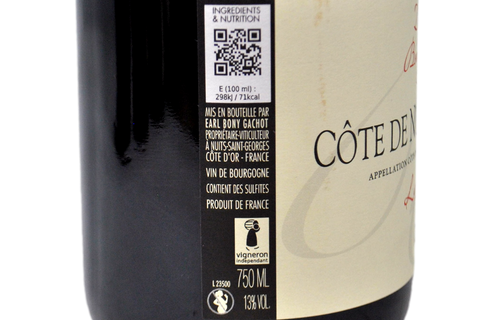 INGREDIENTS
& NUTRITION
E (100 ml) :
298kj / 71kcal
MIS EN BOUTEILLE PAR
EARL BONY GACHOT
PROPRIÉTAIRE-VITICULTEUR
À NUITS-SAINT-GEORGES
CÔTE D'OR - FRANCE
VIN DE BOURGOGNE
CONTIENT DES SULFITES
PRODUIT DE FRANCE
vigneron
indépendant
L 23500
750 ML
13% VOL.
CÔTE DE N
APPELLATION